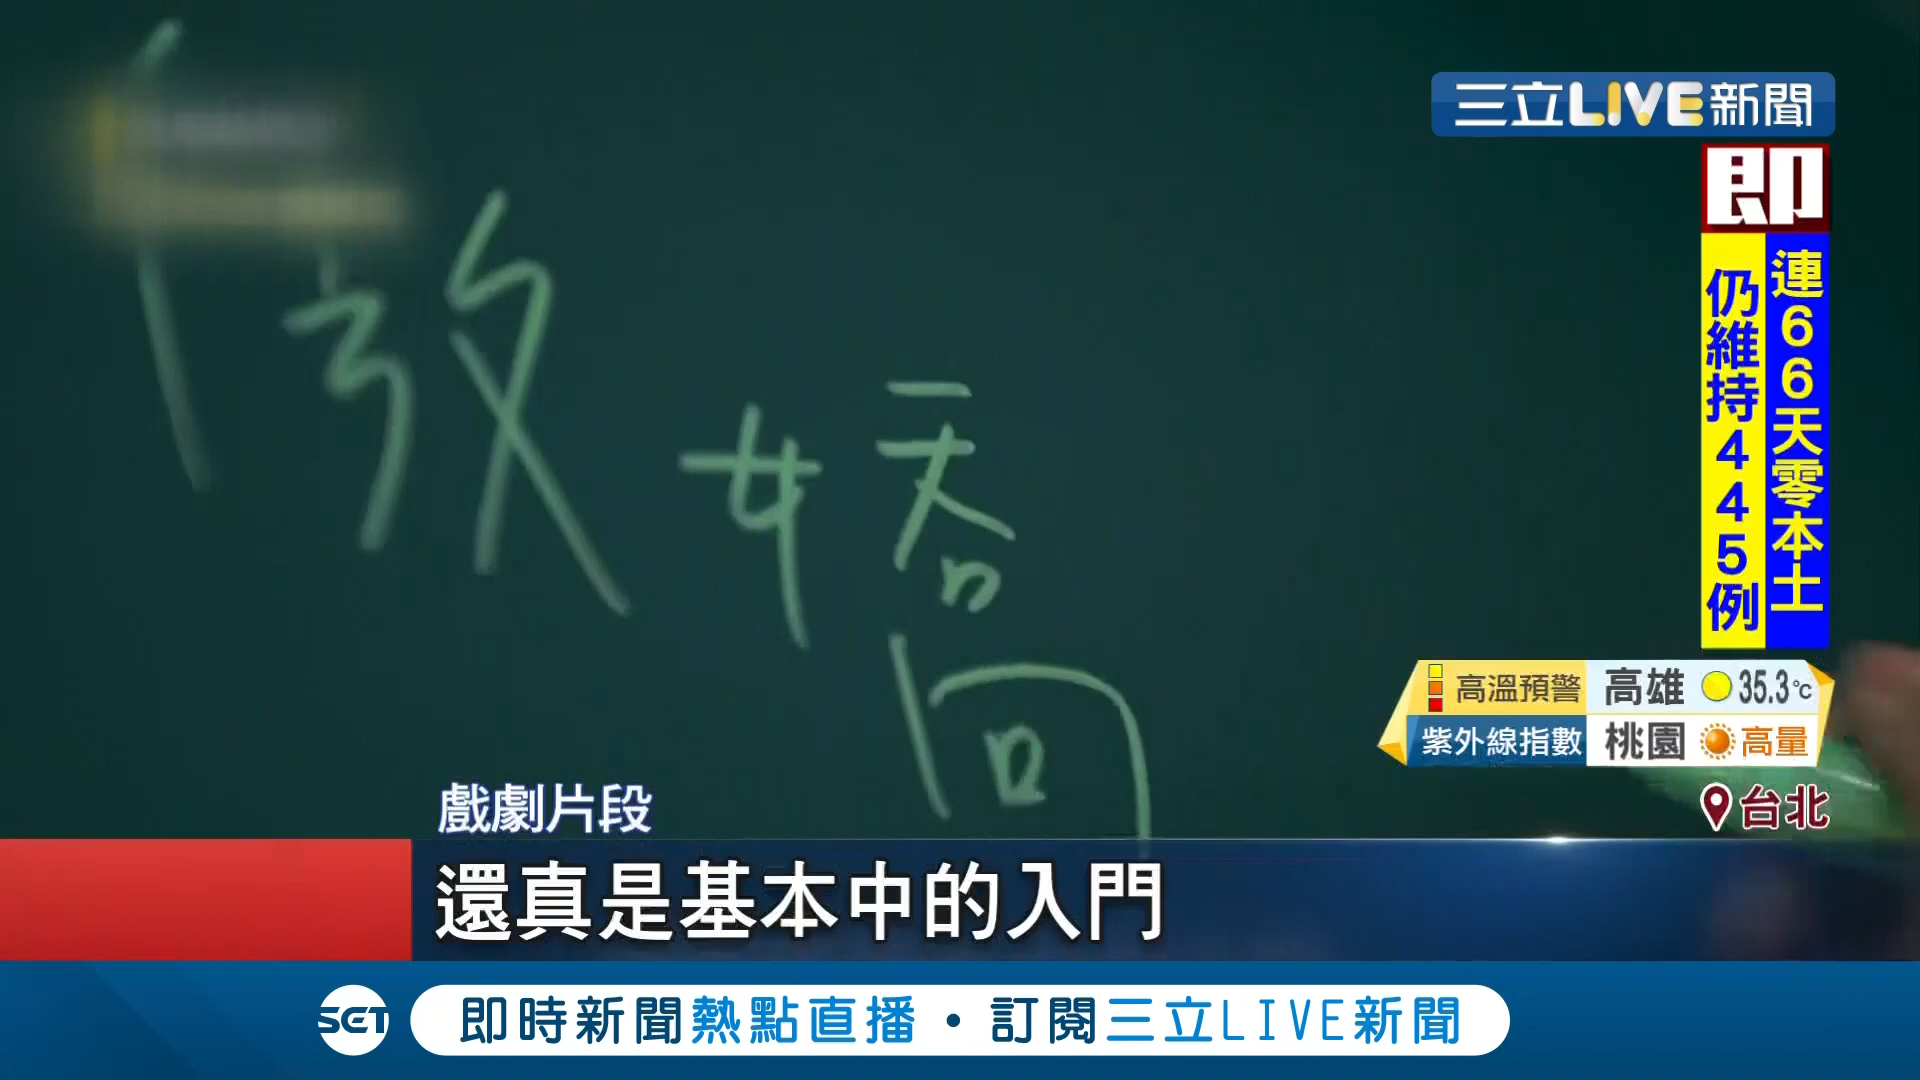 三立LIVE新聞
即
連66天零本土
仍維持445例
嬌
高溫預警 高雄 35.3°C
紫外線指數 桃園 高量
台北
戲劇片段
還真是基本中的入門
SET 即時新聞熱點直播・訂閱三立LIVE新聞